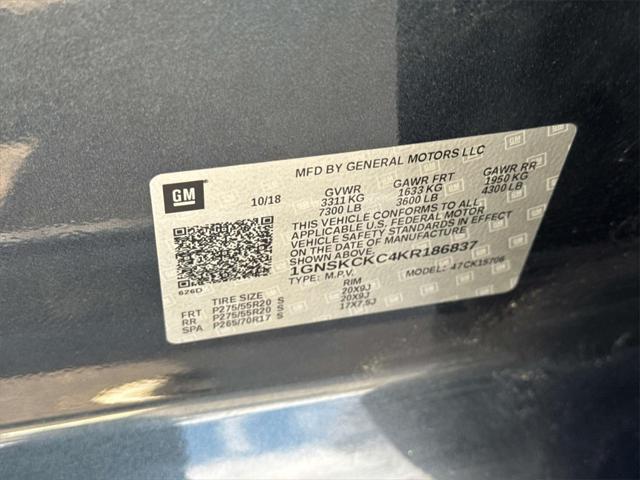 MFD BY GENERAL MOTORS LLC
GM
10/18 GVWR GAWR FRT GAWR RR
3311 KG 1633 KG 1950 KG
7300 LB 3600 LB 4300 LB
THIS VEHICLE CONFORMS TO ALL
APPLICABLE U.S. FEDERAL MOTOR
VEHICLE SAFETY STANDARDS IN EFFECT
ON THE DATE OF MANUFACTURE
SHOWN ABOVE.
1GNSKCKC4KR186837
626D
TYPE: M.P.V. MODEL: 47CK15706
TIRE SIZE RIM
FRT P275/55R20 S 20X9J
RR P275/55R20 S 20X9J
SPA P265/70R17 S 17X7.5J